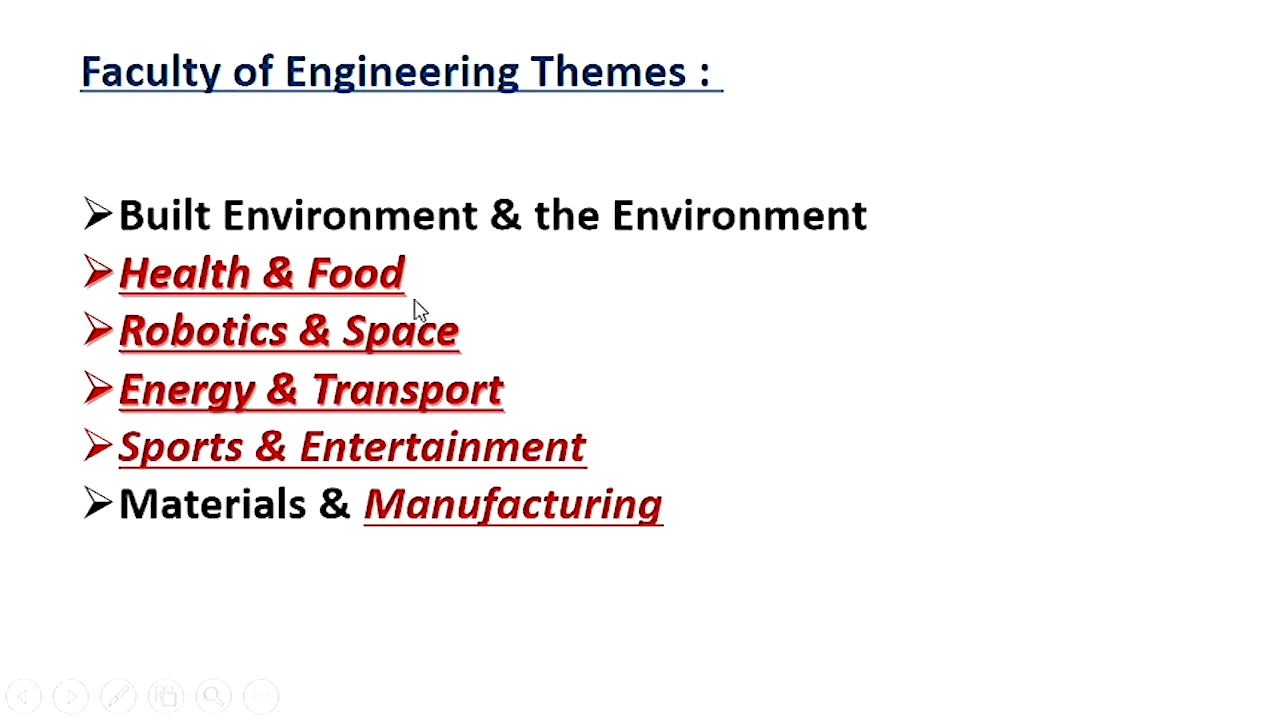 Faculty of Engineering Themes :
Built Environment & the Environment
Health & Food
Robotics & Space
Energy & Transport
Sports & Entertainment
Materials & Manufacturing